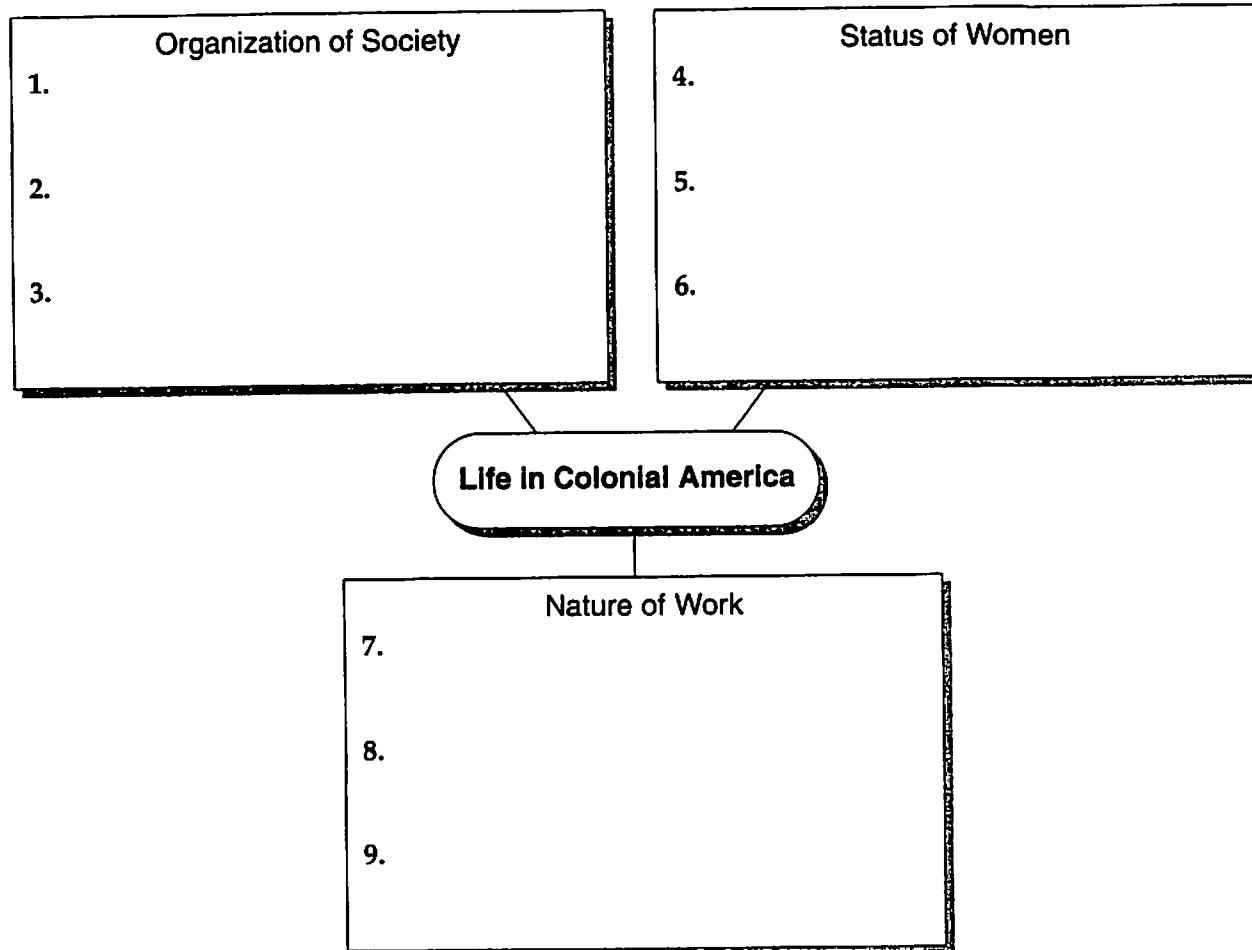 Organization of Society
1.
2.
3.
Status of Women
4.
5.
6.
Life in Colonial America
Nature of Work
7.
8.
9.